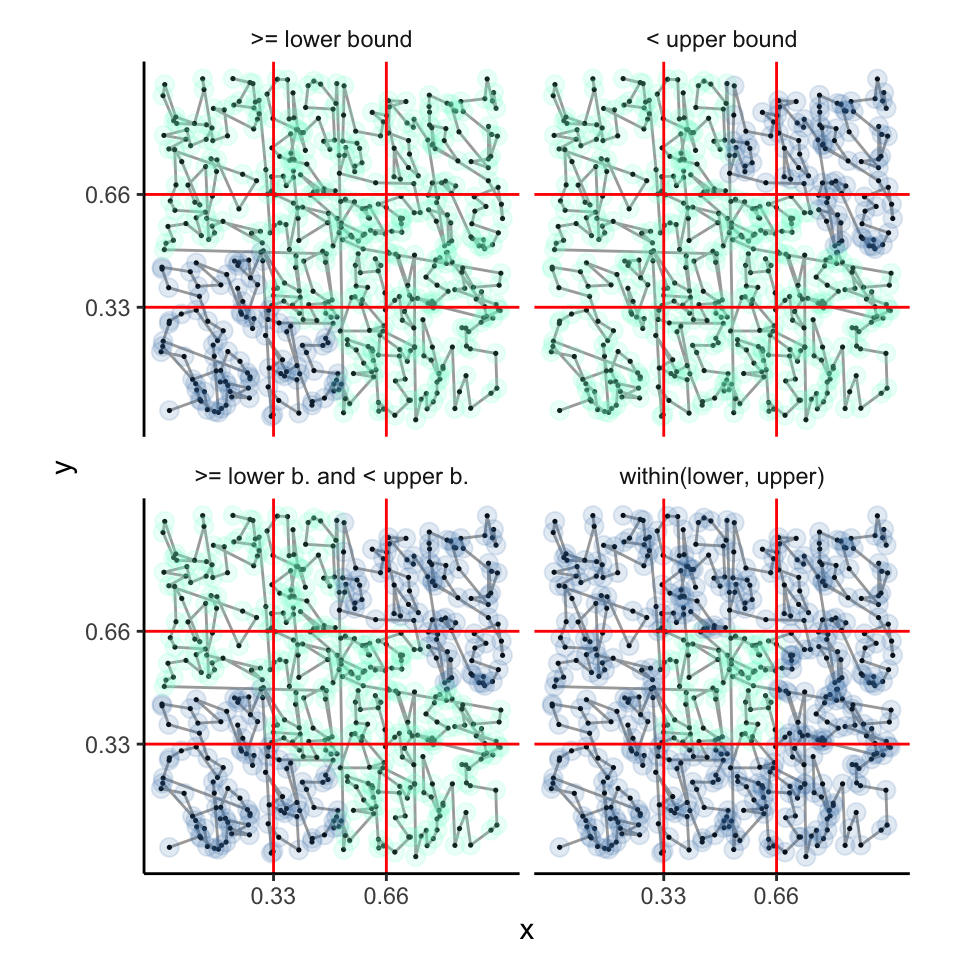 >= lower bound
< upper bound
0.66
0.33
y
>= lower b. and < upper b.
within(lower, upper)
0.66
0.33
0.33
0.66
0.33
0.66
x